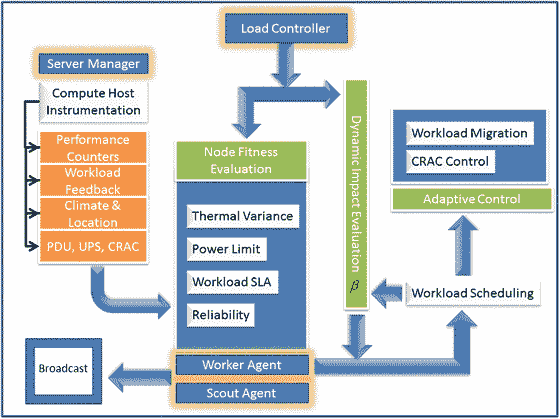 Load Controller
Server Manager
Compute Host
Instrumentation
Performance
Counters
Workload
Feedback
Climate &
Location
PDU, UPS, CRAC
Node Fitness
Evaluation
Thermal Variance
Power Limit
Workload SLA
Reliability
Worker Agent
Scout Agent
Broadcast
Dynamic Impact Evaluation
β
Workload Migration
CRAC Control
Adaptive Control
Workload Scheduling